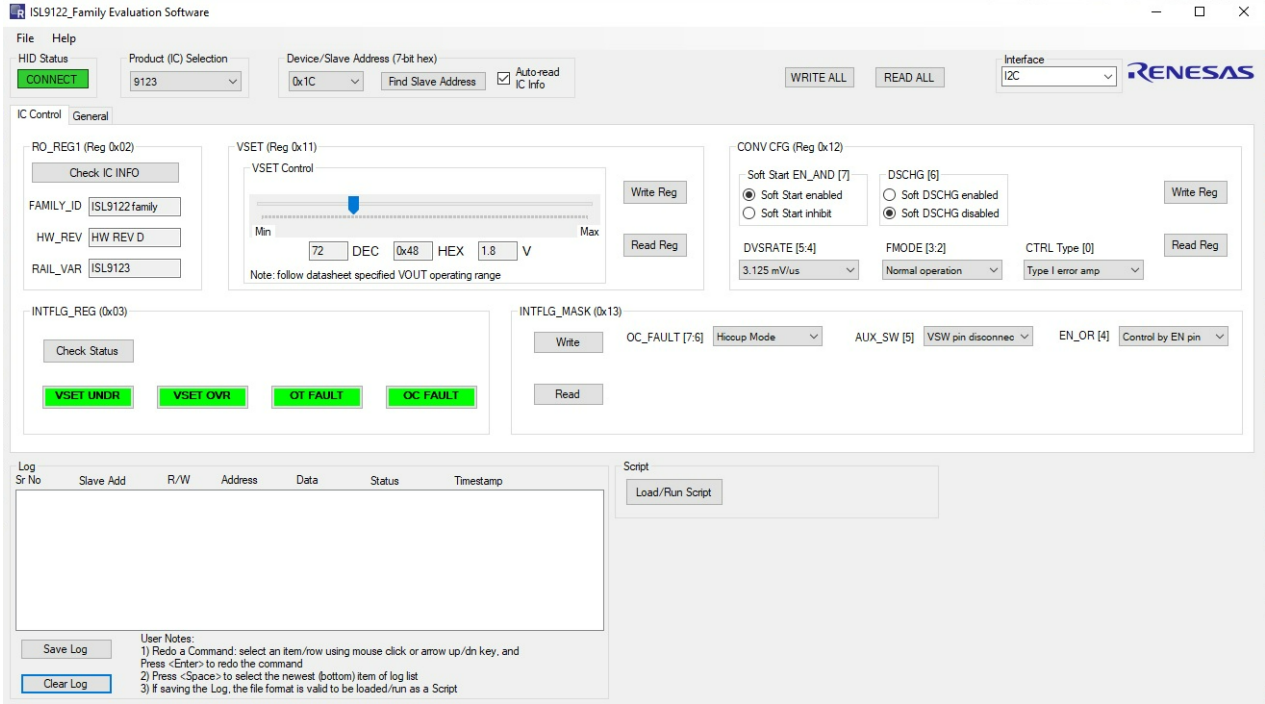 ISL9122_Family Evaluation Software
File Help
HID Status
CONNECT
Product (IC) Selection
9123
Device/Slave Address (7-bit hex)
0x1C
Find Slave Address
Auto-read
IC Info
WRITE ALL
READ ALL
Interface
I2C
RENESAS
IC Control
General
RO_REG1 (Reg 0x02)
Check IC INFO
FAMILY_ID ISL9122 family
HW_REV HW REV D
RAIL_VAR ISL9123
VSET (Reg 0x11)
VSET Control
Min
Max
72 DEC 0x48 HEX 1.8 V
Note: follow datasheet specified VOUT operating range
Write Reg
Read Reg
CONV CFG (Reg 0x12)
Soft Start EN_AND [7]
Soft Start enabled
Soft Start inhibit
DSCHG [6]
Soft DSCHG enabled
Soft DSCHG disabled
DVSRATE [5:4]
3.125 mV/us
FMODE [3:2]
Normal operation
CTRL Type [0]
Type I error amp
Write Reg
Read Reg
INTFLG_REG (0x03)
Check Status
VSET UNDR
VSET OVR
OT FAULT
OC FAULT
INTFLG_MASK (0x13)
Write
Read
OC_FAULT [7:6] Hiccup Mode
AUX_SW [5] VSW pin disconnec
EN_OR [4] Control by EN pin
Log
Sr No Slave Add R/W Address Data Status Timestamp
Save Log
Clear Log
User Notes:
1) Redo a Command: select an item/row using mouse click or arrow up/dn key, and
Press <Enter> to redo the command
2) Press <Space> to select the newest (bottom) item of log list
3) If saving the Log, the file format is valid to be loaded/run as a Script
Script
Load/Run Script